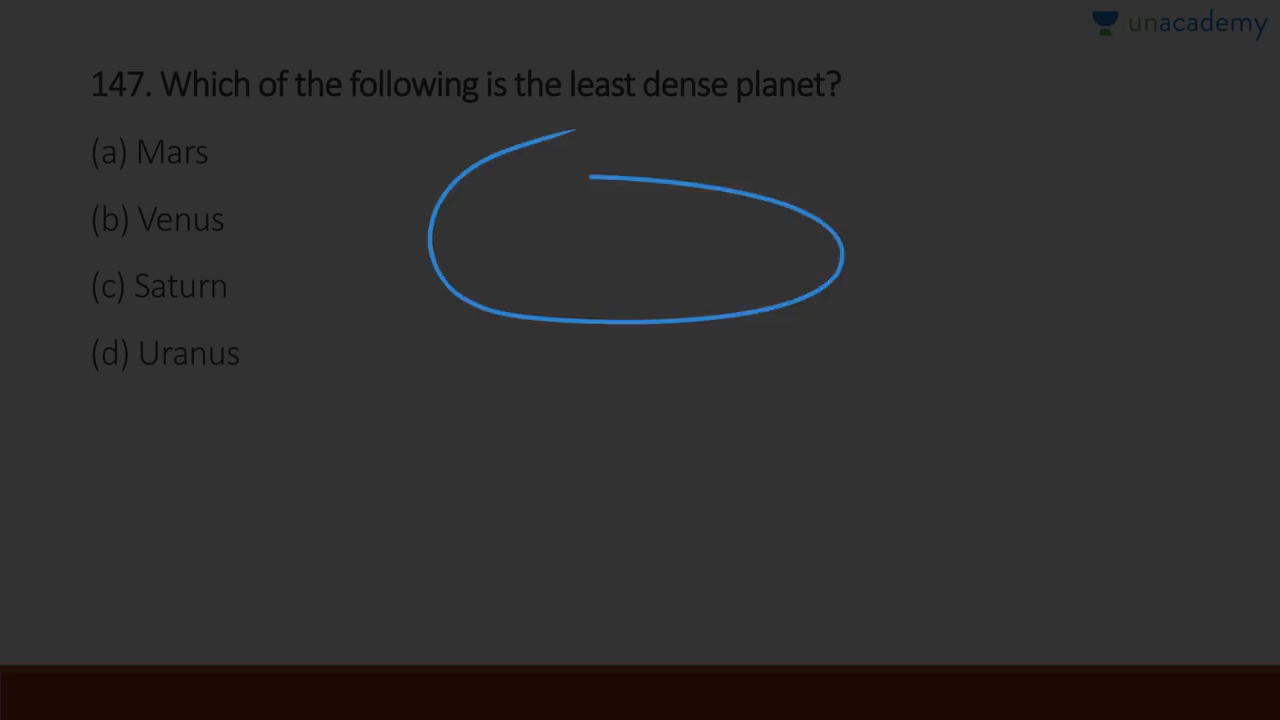 unacademy
147. Which of the following is the least dense planet?
(a) Mars
(b) Venus
(c) Saturn
(d) Uranus